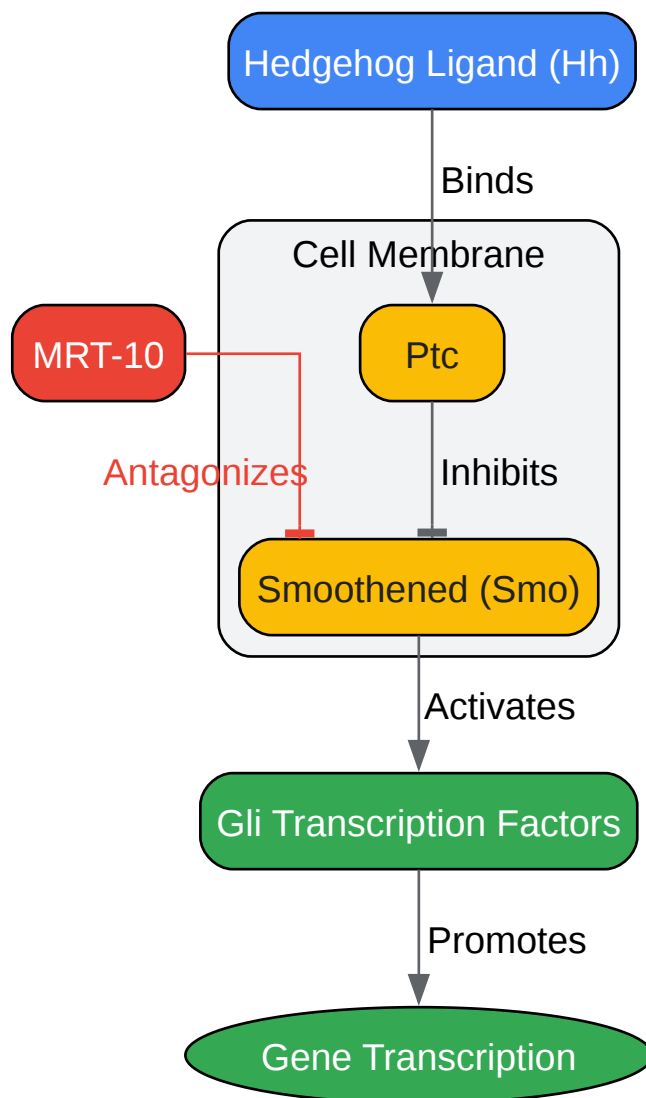 Hedgehog Ligand (Hh)
Binds
Cell Membrane
MRT-10
Ptc
Antagonizes
Inhibits
Smoothened (Smo)
Activates
Gli Transcription Factors
Promotes
Gene Transcription